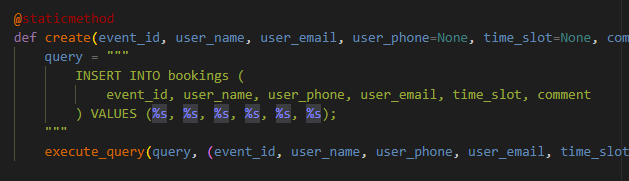 @staticmethod
def create(event_id, user_name, user_email, user_phone=None, time_slot=None, com
query = """
INSERT INTO bookings (
event_id, user_name, user_phone, user_email, time_slot, comment
) VALUES (%s, %s, %s, %s, %s, %s);
"""
execute_query(query, (event_id, user_name, user_phone, user_email, time_slot